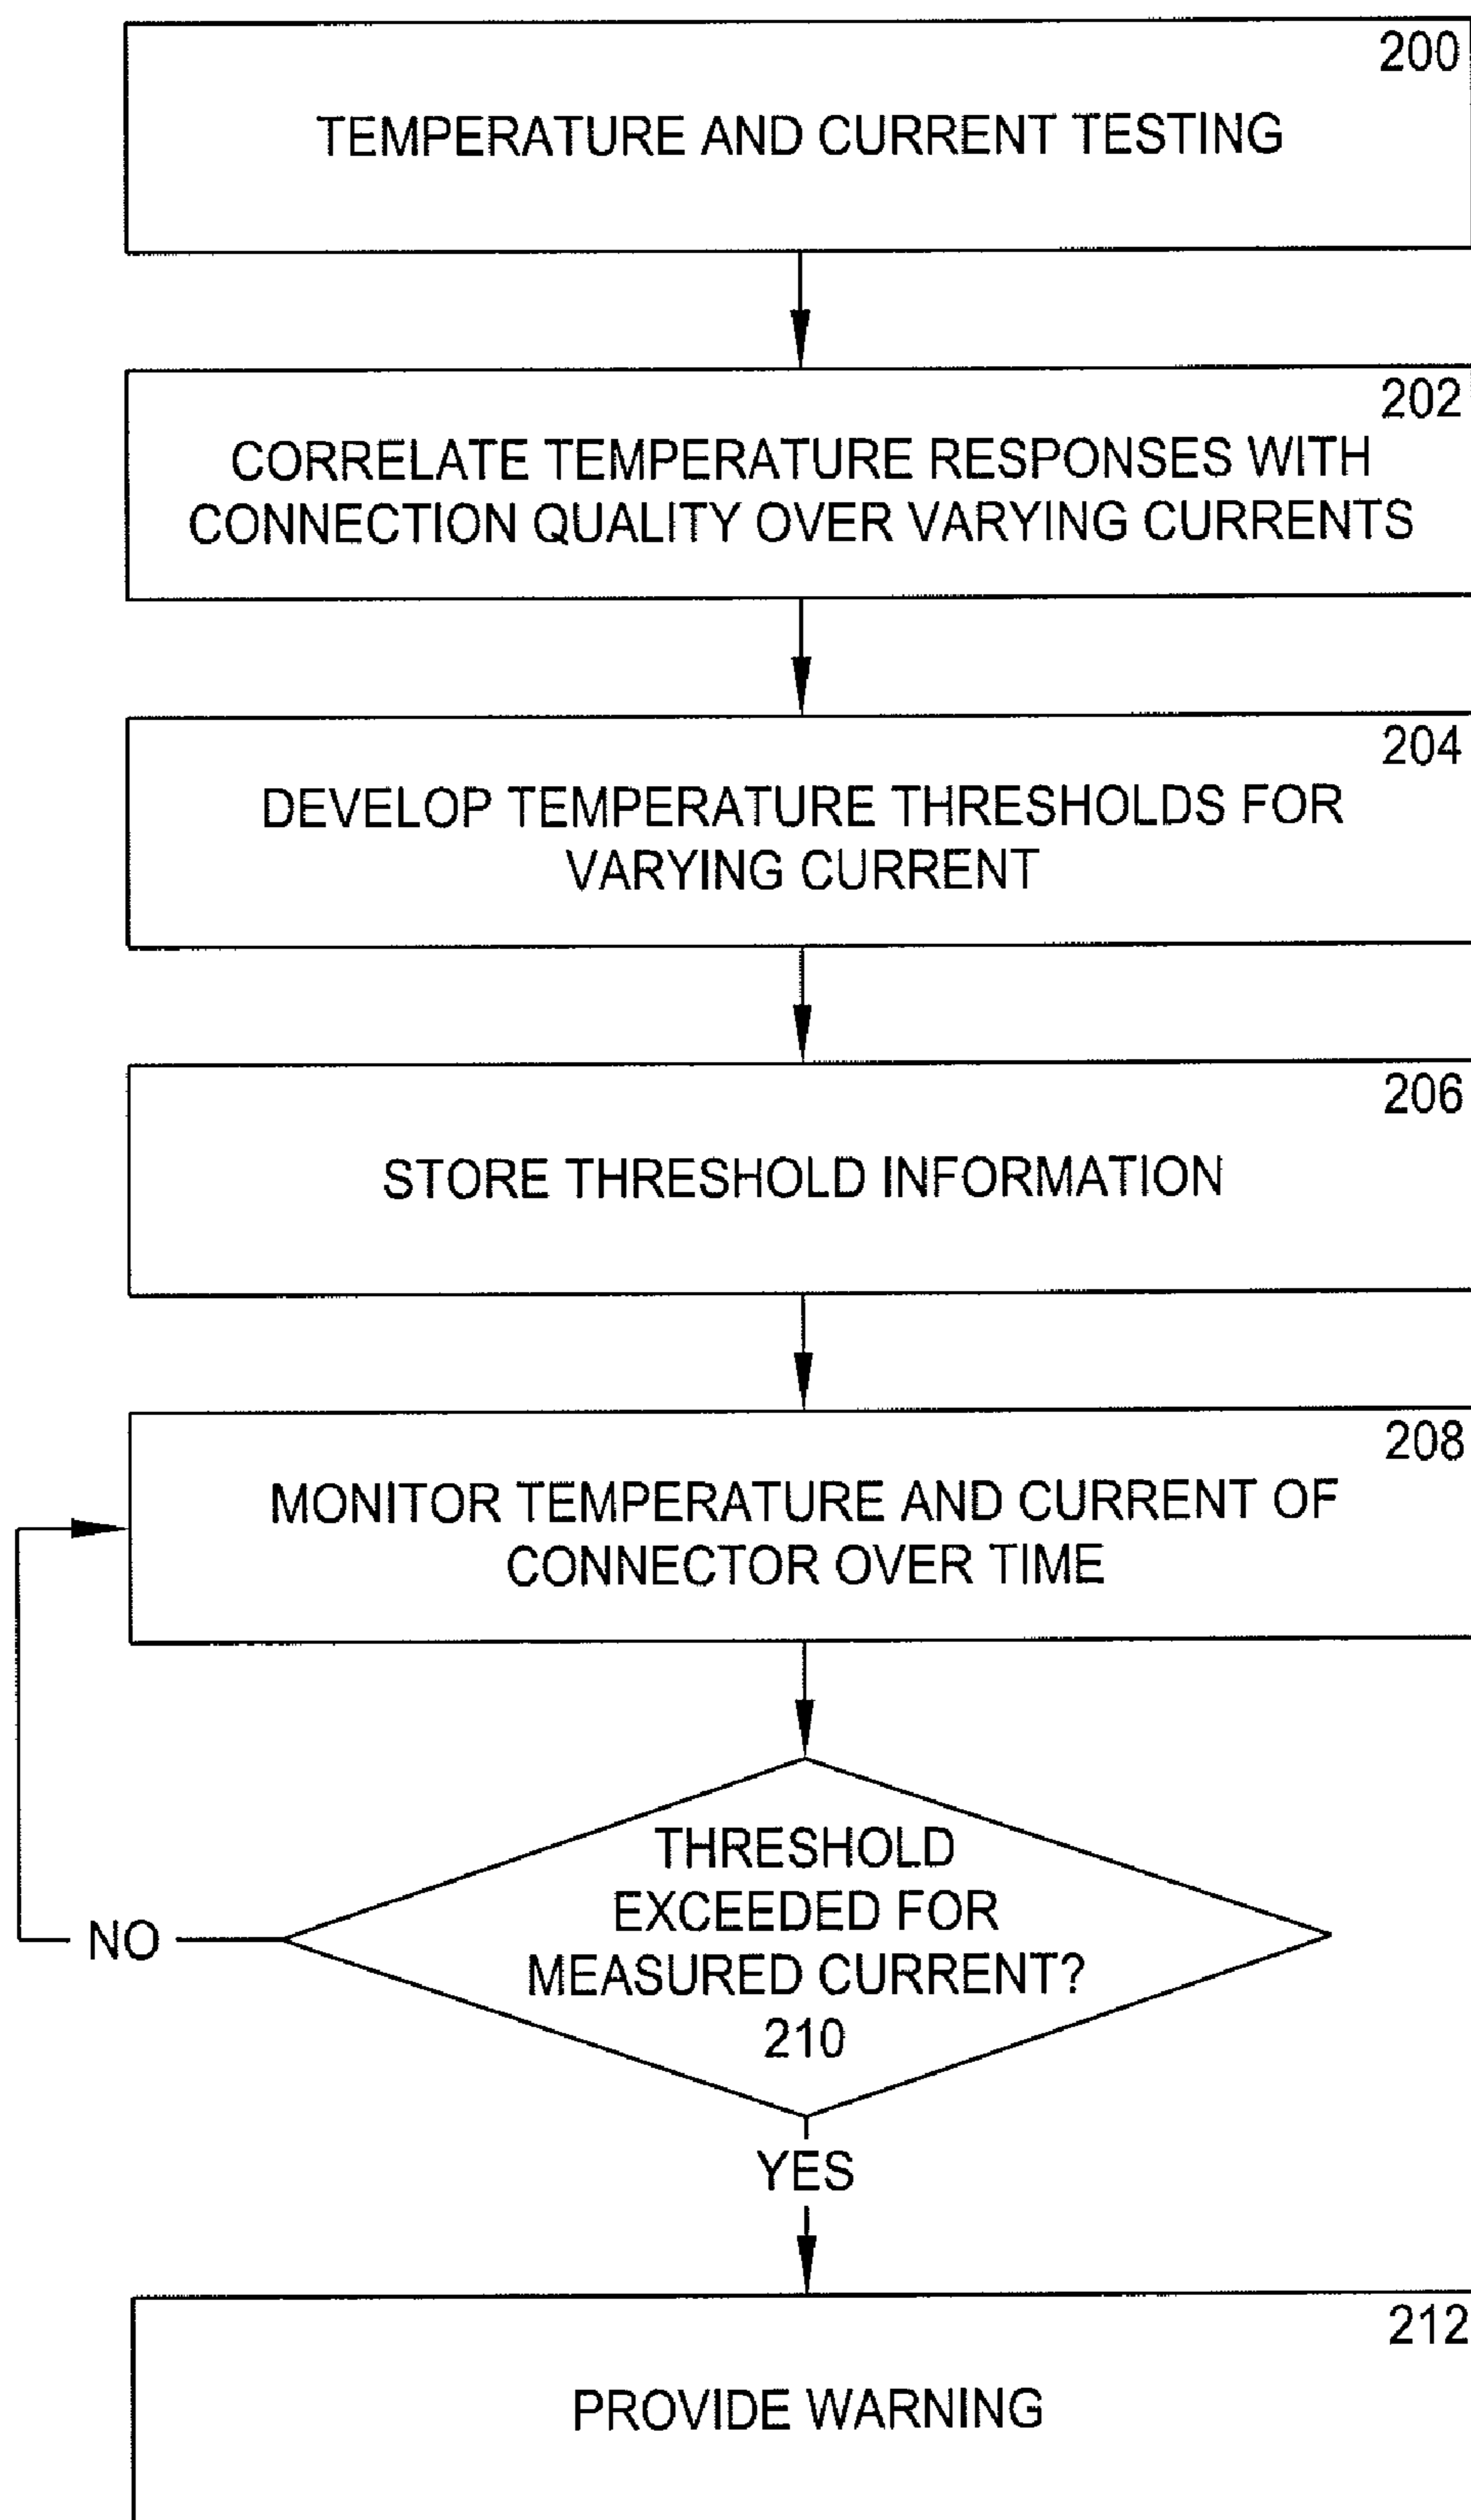 200
TEMPERATURE AND CURRENT TESTING
202
CORRELATE TEMPERATURE RESPONSES WITH
CONNECTION QUALITY OVER VARYING CURRENTS
204
DEVELOP TEMPERATURE THRESHOLDS FOR
VARYING CURRENT
206
STORE THRESHOLD INFORMATION
208
MONITOR TEMPERATURE AND CURRENT OF
CONNECTOR OVER TIME
THRESHOLD
EXCEEDED FOR
MEASURED CURRENT?
210
NO
YES
212
PROVIDE WARNING